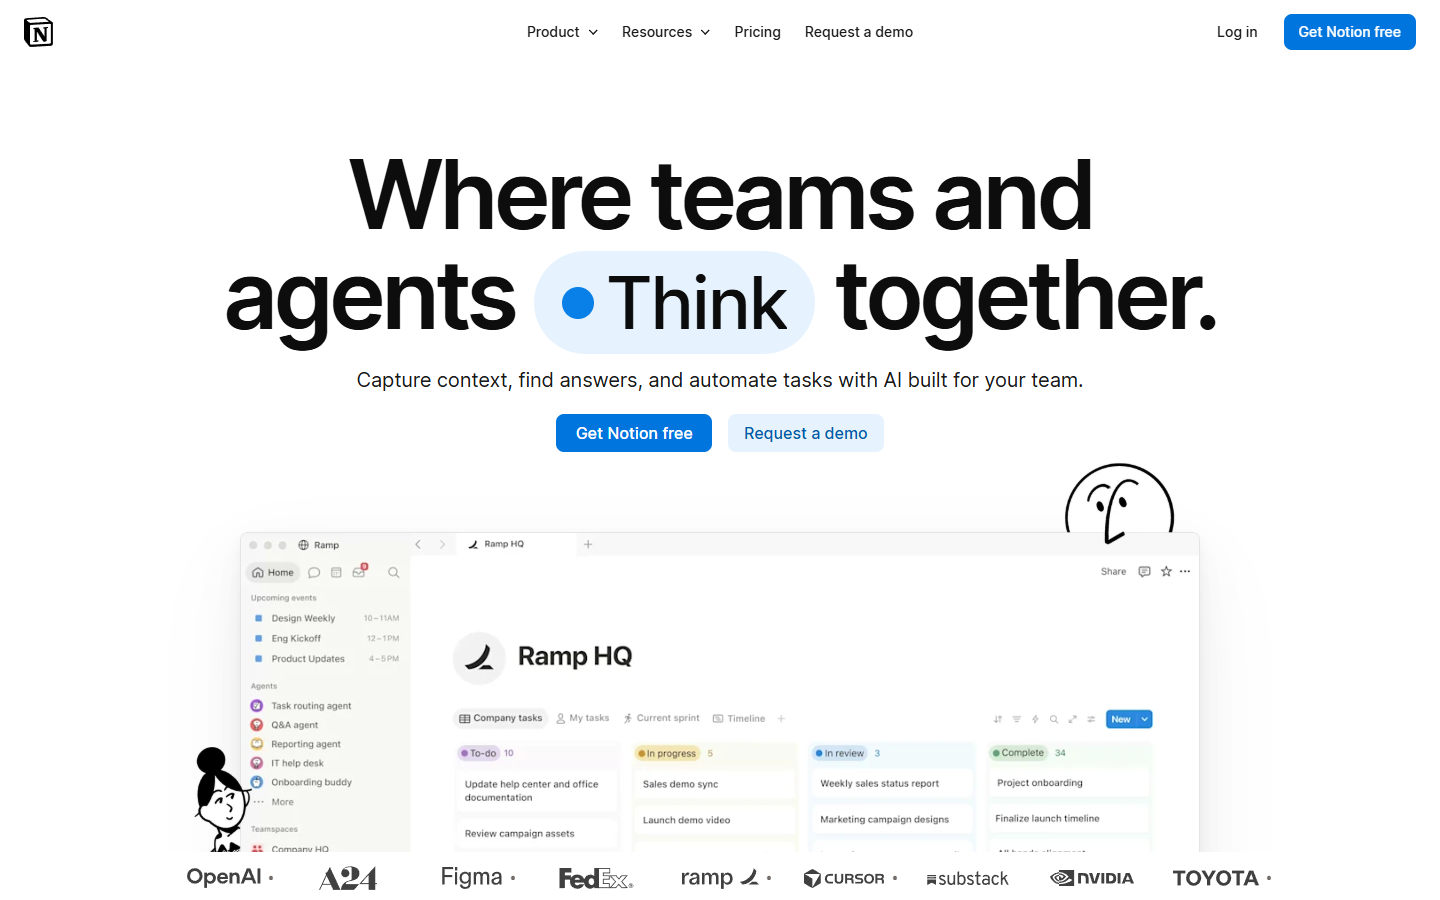 N
Product
Resources
Pricing
Request a demo
Log in
Get Notion free
Where teams and
agents Think together.
Capture context, find answers, and automate tasks with AI built for your team.
Get Notion free
Request a demo
Ramp
Ramp HQ
Home
9
Share
Upcoming events
Design Weekly 10–11AM
Eng Kickoff 12–1PM
Product Updates 4–5PM
Agents
Task routing agent
Q&A agent
Reporting agent
IT help desk
Onboarding buddy
More
Teamspaces
Company HQ
Ramp HQ
Company tasks
My tasks
Current sprint
Timeline
New
To-do 10
Update help center and office
documentation
Review campaign assets
In progress 5
Sales demo sync
Launch demo video
In review 3
Weekly sales status report
Marketing campaign designs
Complete 34
Project onboarding
Finalize launch timeline
OpenAI
A24
Figma
FedEx®
ramp
CURSOR
substack
NVIDIA
TOYOTA